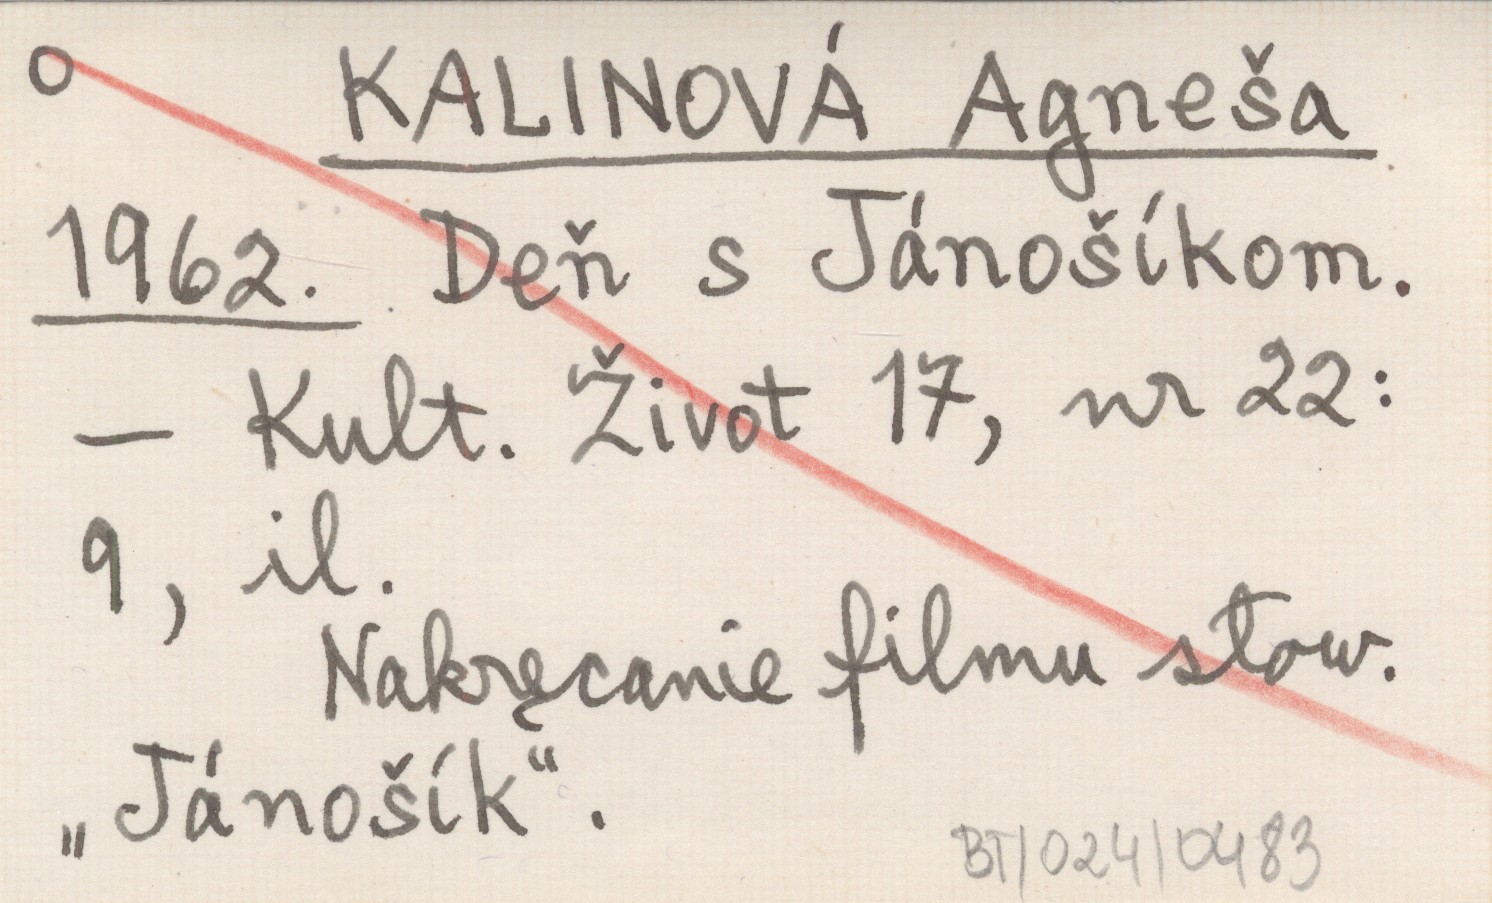 O KALINOVÁ Agneša
1962. Deň s Jánošíkom.
— Kult. Život 17, nr 22:
9, il.
Nakręcanie filmu słow.
„Jánošík“.
BT/024/0483